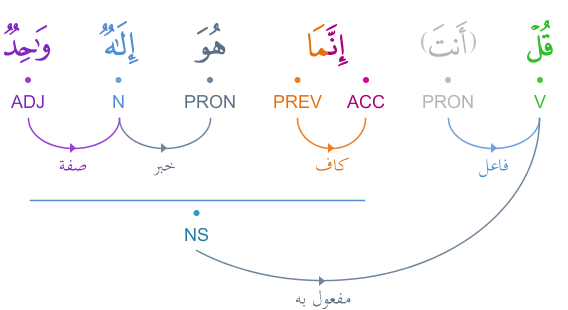 قُلْ (أَنتَ) إِنَّمَا هُوَ إِلَٰهٌ وَٰحِدٌ
V PRON ACC PREV PRON N ADJ
فاعل كاف خبر صفة
NS
مفعول به